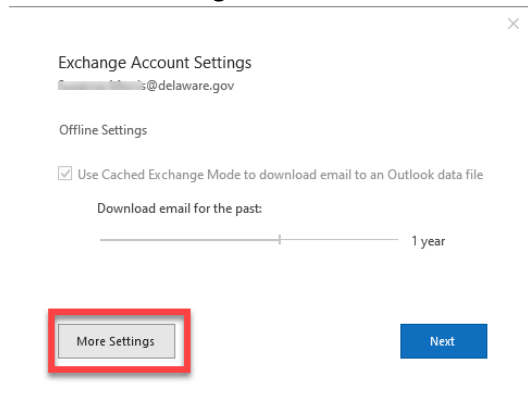 Exchange Account Settings
@delaware.gov
Offline Settings
Use Cached Exchange Mode to download email to an Outlook data file
Download email for the past:
1 year
More Settings
Next